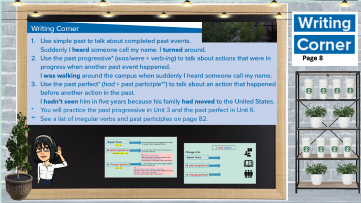 Writing Corner
1. Use simple past to talk about completed past events.
Suddenly I heard someone call my name. I turned around.
2. Use the past progressive* (was/were + verb-ing) to talk about actions that were in
progress when another past event happened.
I was walking around the campus when suddenly I heard someone call my name.
3. Use the past perfect* (had + past participle**) to talk about an action that happened
before another action in the past.
I hadn't seen him in five years because his family had moved to the United States.
* You will practice the past progressive in Unit 3 and the past perfect in Unit 6.
** See a list of irregular verbs and past participles on page 82.
Writing
Corner
Page 8